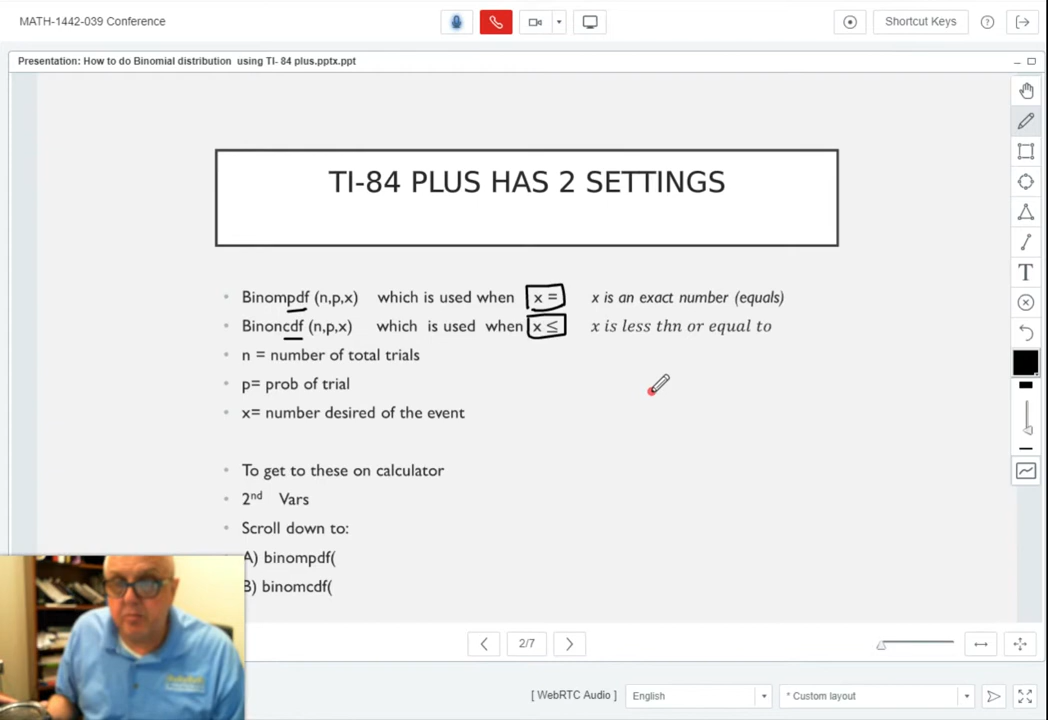 MATH-1442-039 Conference
Shortcut Keys
Presentation: How to do Binomial distribution using TI- 84 plus.pptx.ppt
TI-84 PLUS HAS 2 SETTINGS
• Binompdf (n,p,x) which is used when x = x is an exact number (equals)
• Binoncdf (n,p,x) which is used when x ≤ x is less thn or equal to
• n = number of total trials
• p= prob of trial
• x= number desired of the event
• To get to these on calculator
• 2nd Vars
• Scroll down to:
A) binompdf(
B) binomcdf(
T
2/7
[ WebRTC Audio ] English * Custom layout